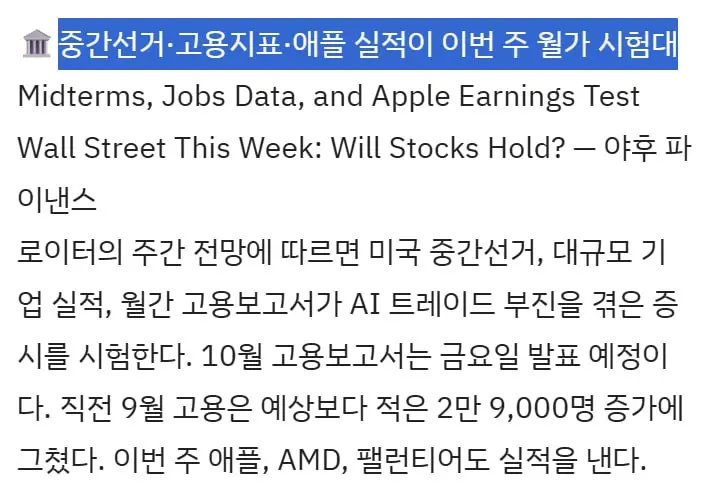 🏛️ 중간선거·고용지표·애플 실적이 이번 주 월가 시험대
Midterms, Jobs Data, and Apple Earnings Test
Wall Street This Week: Will Stocks Hold? — 야후 파
이낸스
로이터의 주간 전망에 따르면 미국 중간선거, 대규모 기
업 실적, 월간 고용보고서가 AI 트레이드 부진을 겪은 증
시를 시험한다. 10월 고용보고서는 금요일 발표 예정이
다. 직전 9월 고용은 예상보다 적은 2만 9,000명 증가에
그쳤다. 이번 주 애플, AMD, 팰런티어도 실적을 낸다.